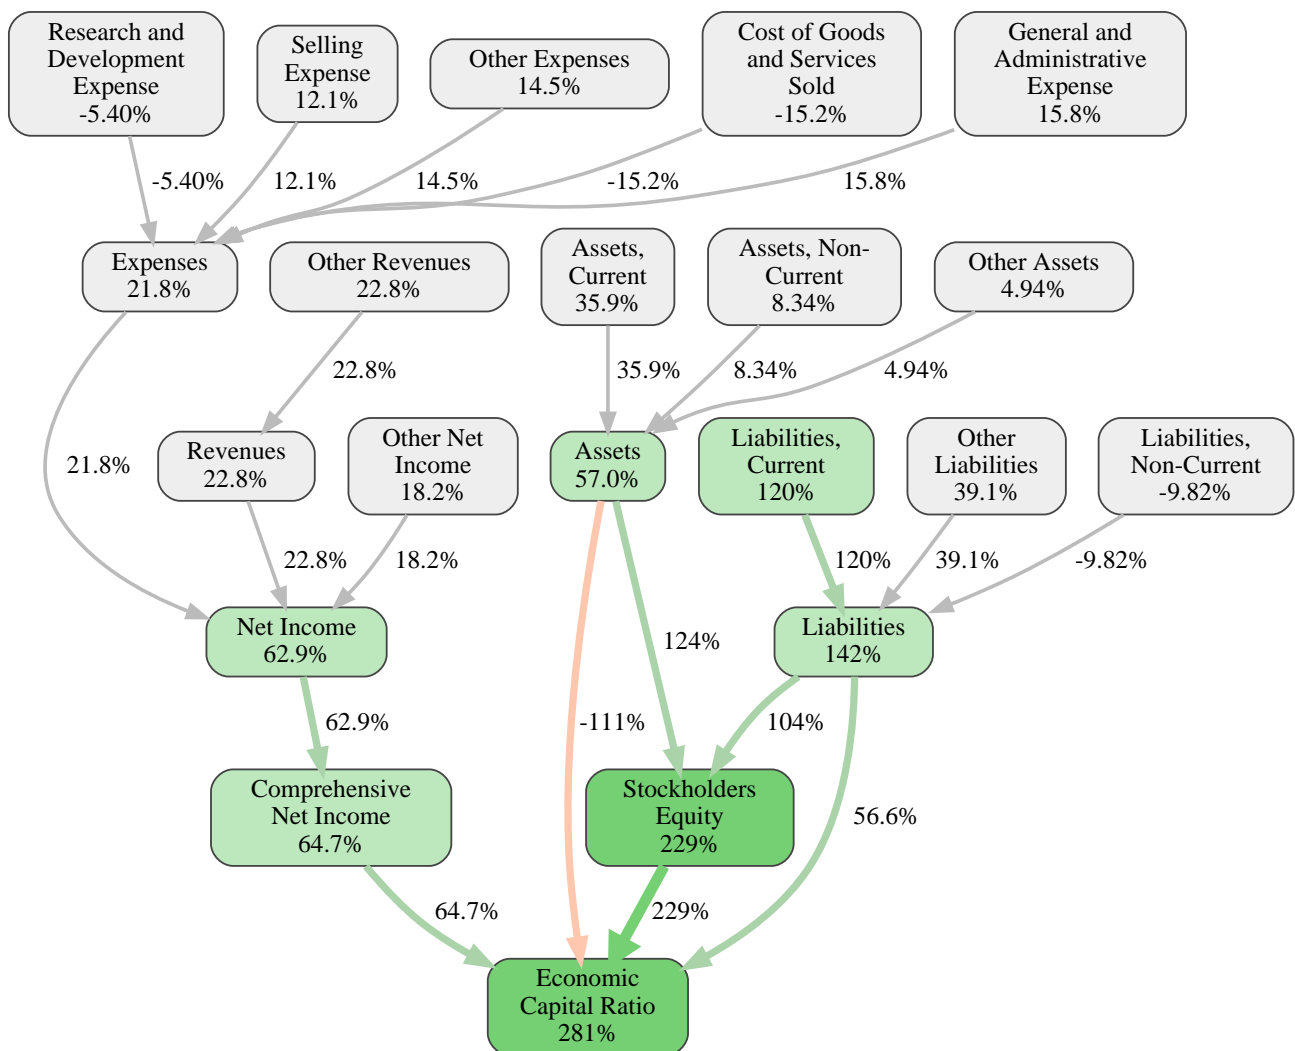 Research and
Development
Expense
-5.40%
Selling
Expense
12.1%
Other Expenses
14.5%
Cost of Goods
and Services
Sold
-15.2%
General and
Administrative
Expense
15.8%
-5.40%
12.1%
14.5%
-15.2%
15.8%
Expenses
21.8%
Other Revenues
22.8%
Assets,
Current
35.9%
Assets, Non-
Current
8.34%
Other Assets
4.94%
22.8%
35.9%
8.34%
4.94%
21.8%
Revenues
22.8%
Other Net
Income
18.2%
Assets
57.0%
Liabilities,
Current
120%
Other
Liabilities
39.1%
Liabilities,
Non-Current
-9.82%
22.8%
18.2%
120%
39.1%
-9.82%
Net Income
62.9%
124%
Liabilities
142%
62.9%
-111%
104%
Comprehensive
Net Income
64.7%
Stockholders
Equity
229%
56.6%
64.7%
229%
Economic
Capital Ratio
281%